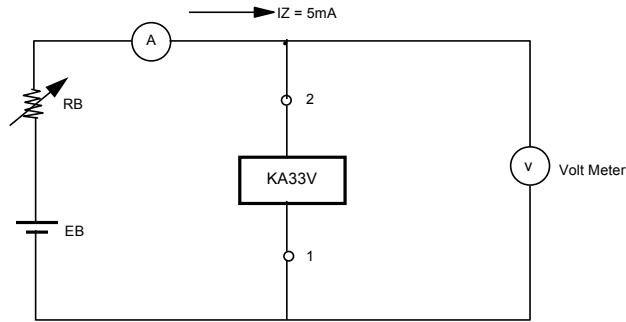 IZ = 5mA
A
RB
2
KA33V
V
Volt Meter
EB
1